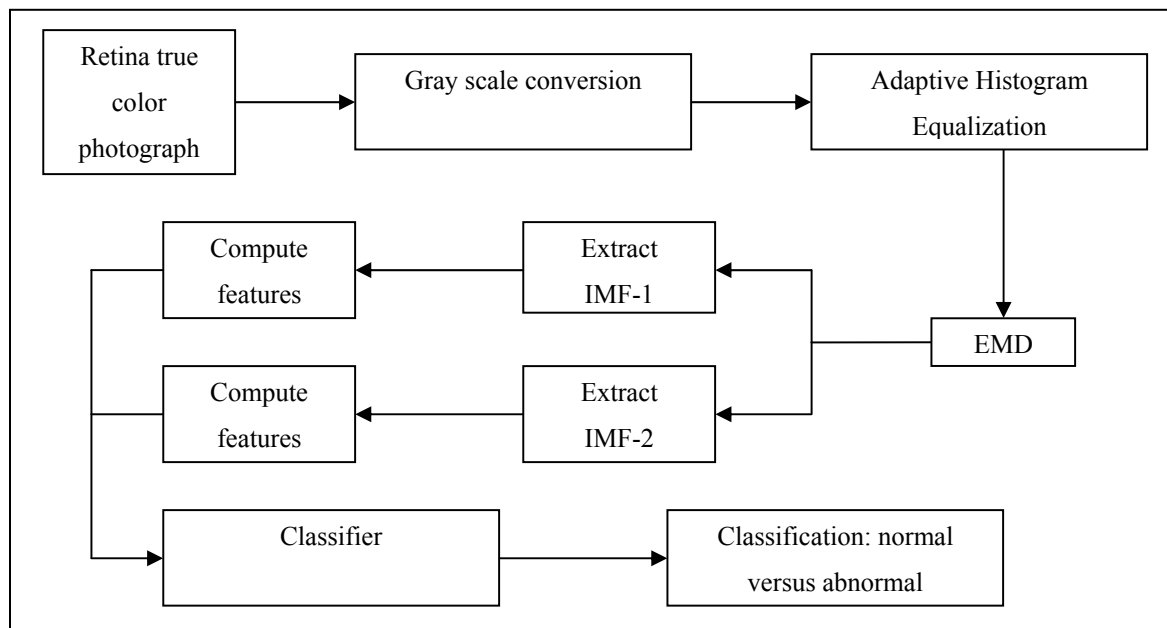 Retina true
color
photograph
Gray scale conversion
Adaptive Histogram
Equalization
Compute
features
Extract
IMF-1
EMD
Compute
features
Extract
IMF-2
Classifier
Classification: normal
versus abnormal